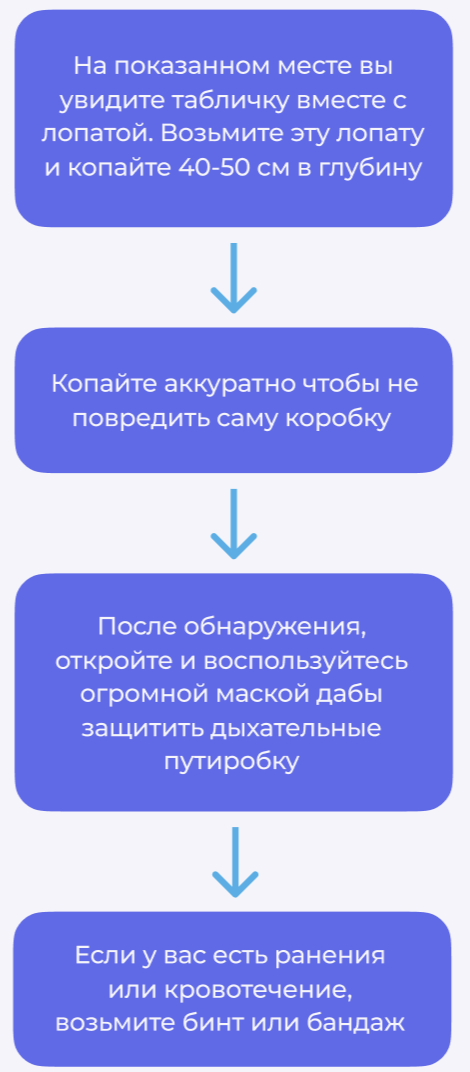 На показанном месте вы
увидите табличку вместе с
лопатой. Возьмите эту лопату
и копайте 40-50 см в глубину
Копайте аккуратно чтобы не
повредить саму коробку
После обнаружения,
откройте и воспользуйтесь
огромной маской дабы
защитить дыхательные
путиробку
Если у вас есть ранения
или кровотечение,
возьмите бинт или бандаж